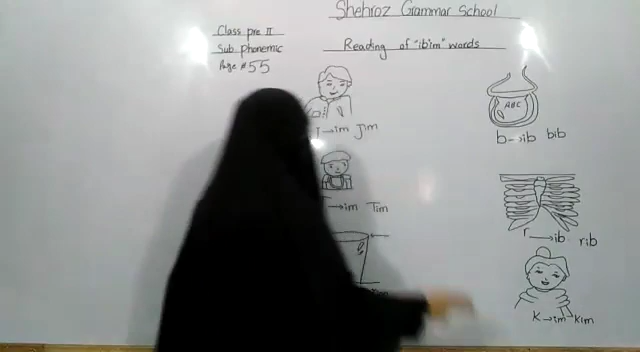 Shehroz Grammar School
Class pre II
Sub phonemic
Page # 55
Reading of "ib im" words
J→im Jim
ABC
b→ib bib
→im Tim
r→ib rib
K→im→Kim